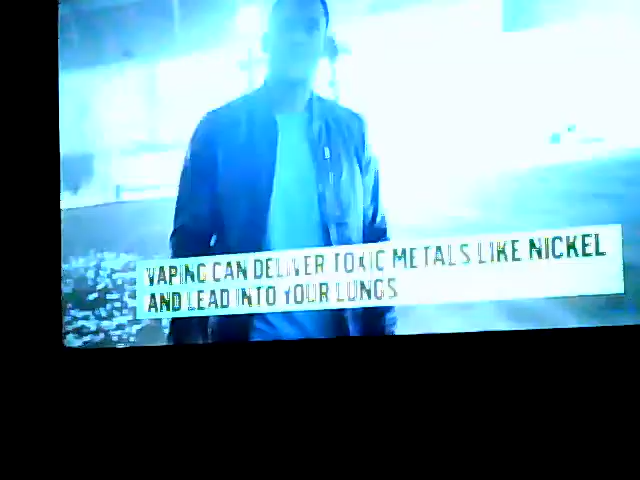 VAPING CAN DELIVER TOXIC METALS LIKE NICKEL
AND LEAD INTO YOUR LUNGS